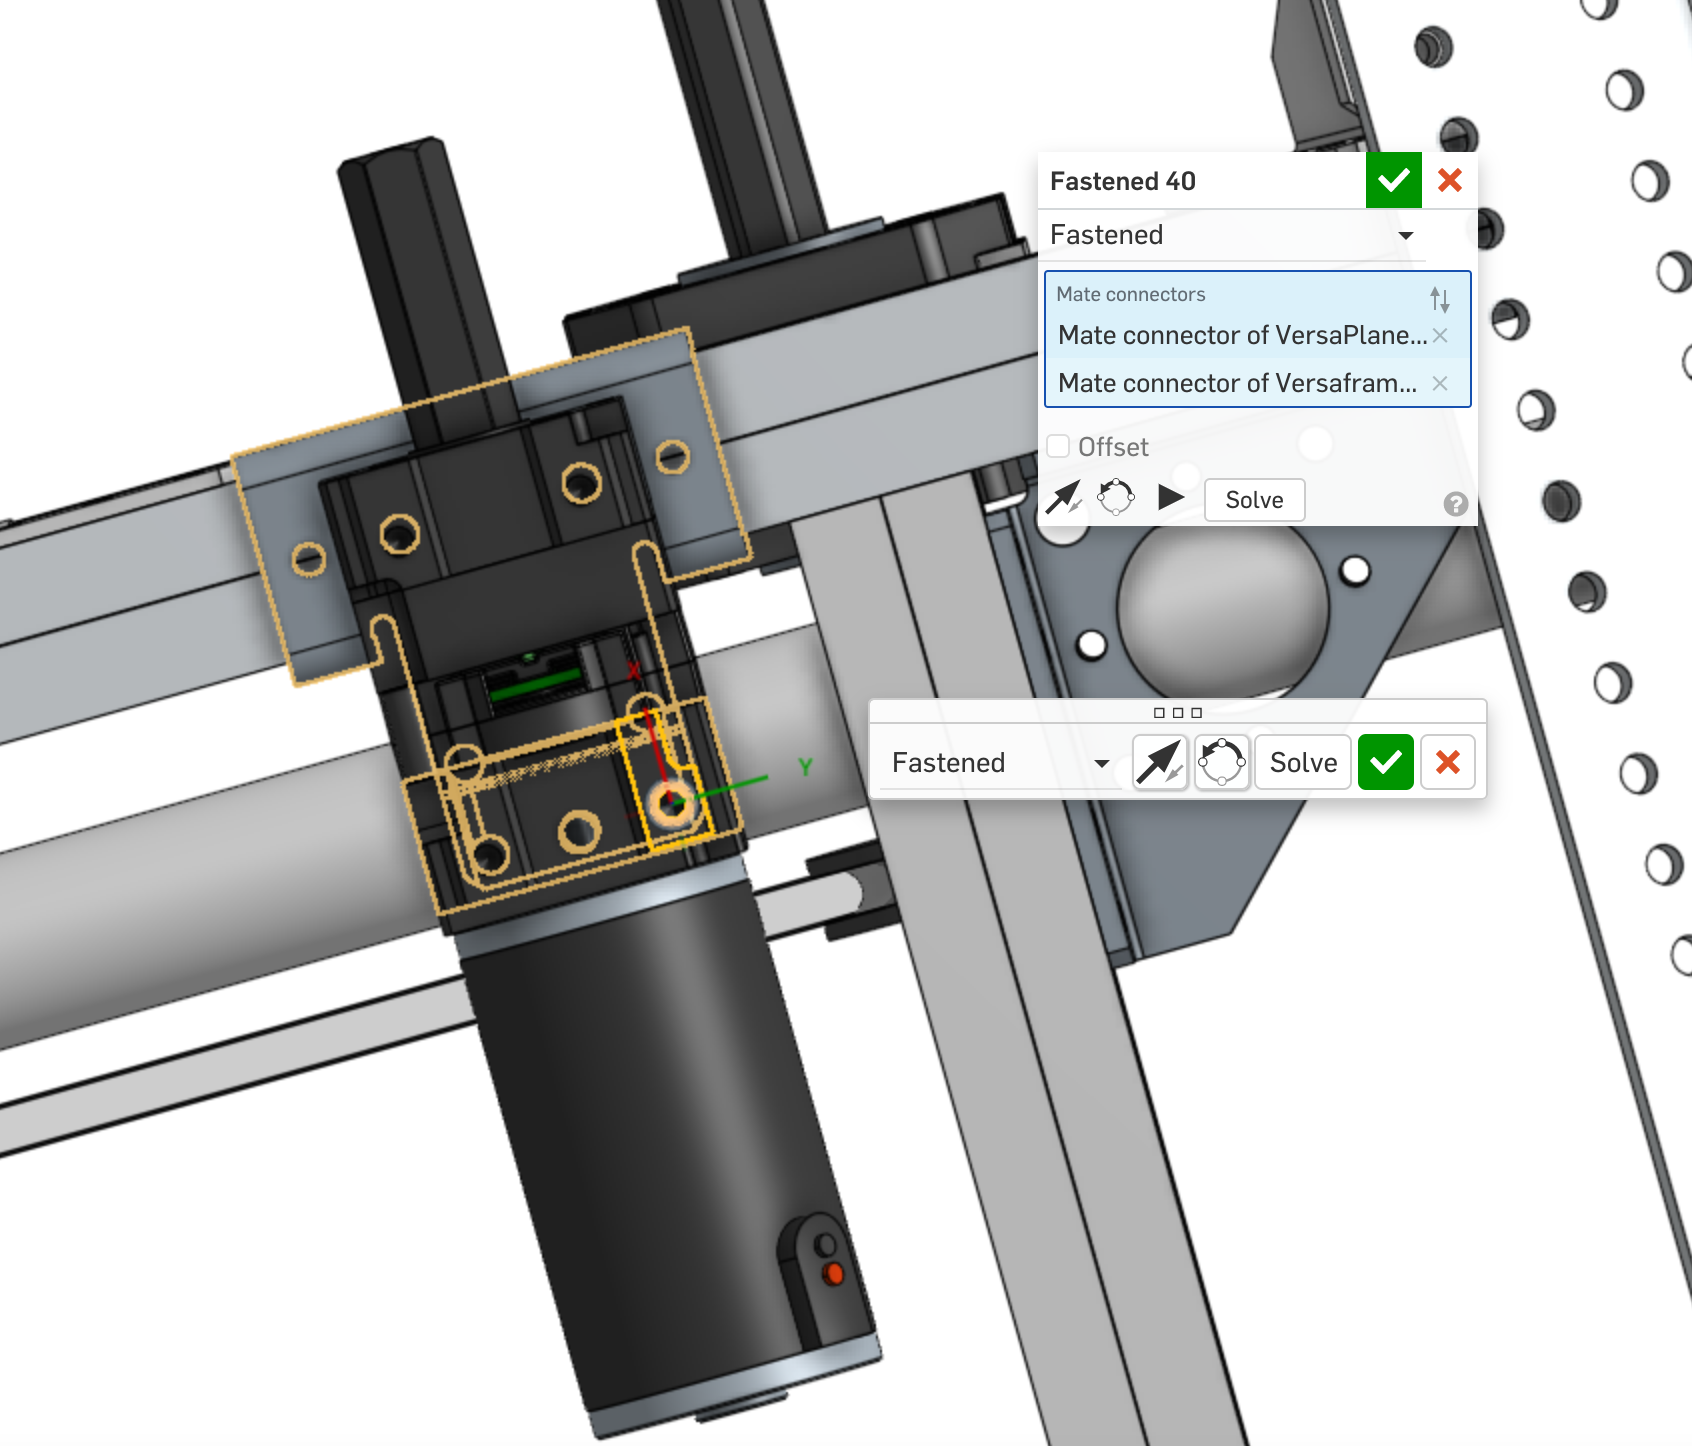 Fastened 40
Fastened
Mate connectors
Mate connector of VersaPlane...
Mate connector of Versafram...
Offset
Solve
?
X
Y
Fastened
Solve